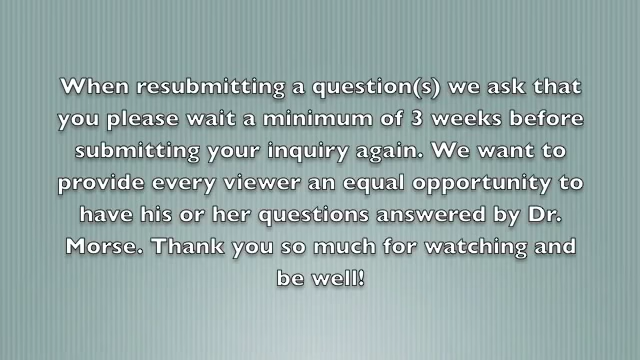 When resubmitting a question(s) we ask that
you please wait a minimum of 3 weeks before
submitting your inquiry again. We want to
provide every viewer an equal opportunity to
have his or her questions answered by Dr.
Morse. Thank you so much for watching and
be well!